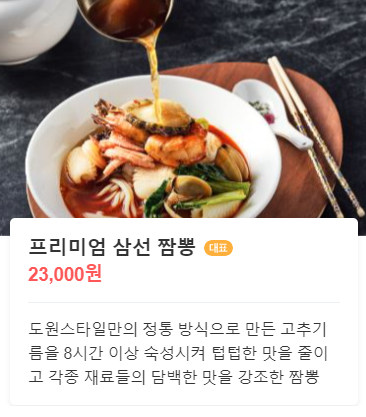 프리미엄 삼선 짬뽕 대표
23,000원
도원스타일만의 정통 방식으로 만든 고추기
름을 8시간 이상 숙성시켜 텁텁한 맛을 줄이
고 각종 재료들의 담백한 맛을 강조한 짬뽕